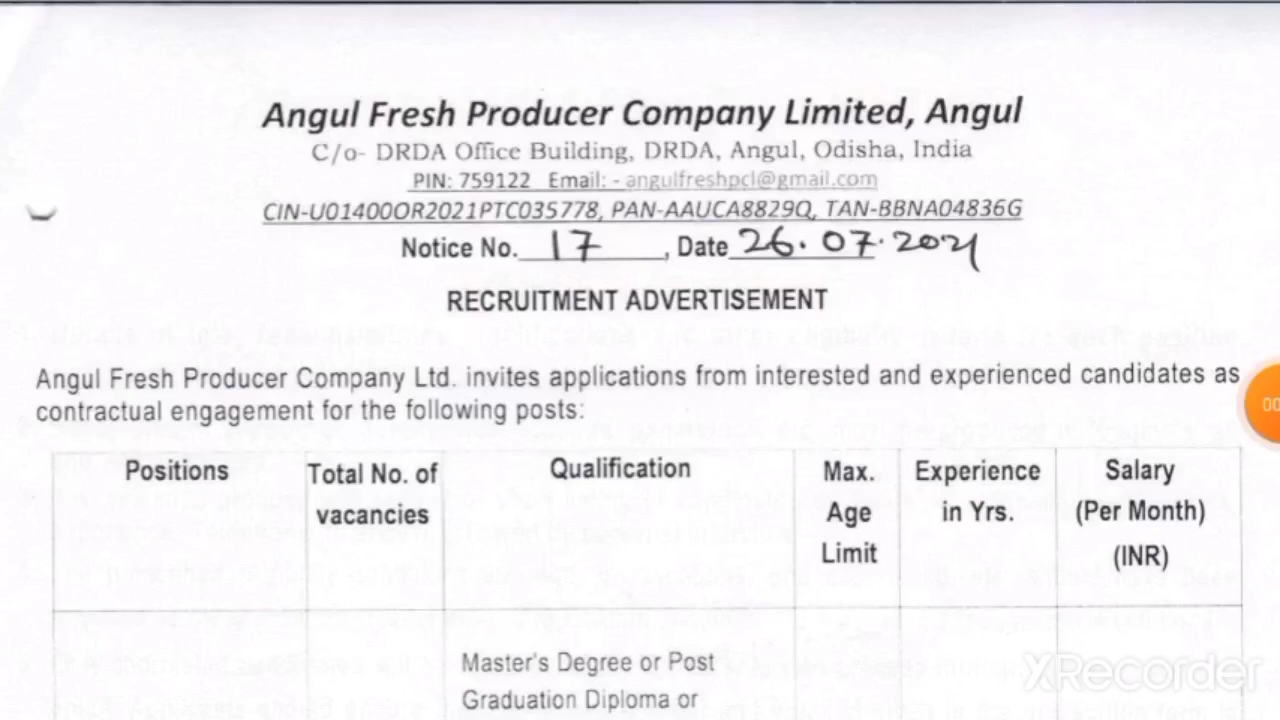 Angul Fresh Producer Company Limited, Angul
C/o- DRDA Office Building, DRDA, Angul, Odisha, India
PIN: 759122 Email: - angulfreshpcl@gmail.com
CIN-U01400OR2021PTC035778, PAN-AAUCA8829Q, TAN-BBNA04836G
Notice No. 17, Date 26.07.2021
RECRUITMENT ADVERTISEMENT
Angul Fresh Producer Company Ltd. invites applications from interested and experienced candidates as
contractual engagement for the following posts:
00
Positions Total No. of vacancies Qualification Max. Age Limit Experience in Yrs. Salary (Per Month) (INR)
Master's Degree or Post
Graduation Diploma or
XRecorder